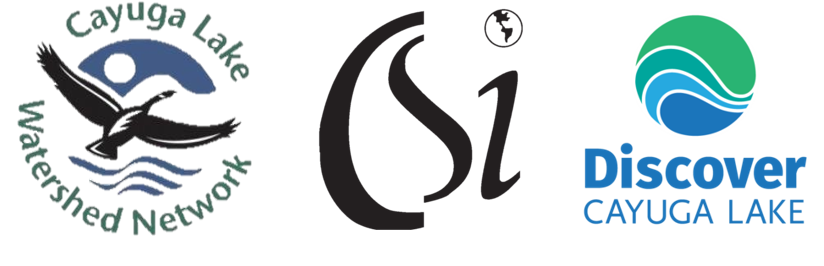 Cayuga Lake
Watershed Network
CSi
Discover
CAYUGA LAKE